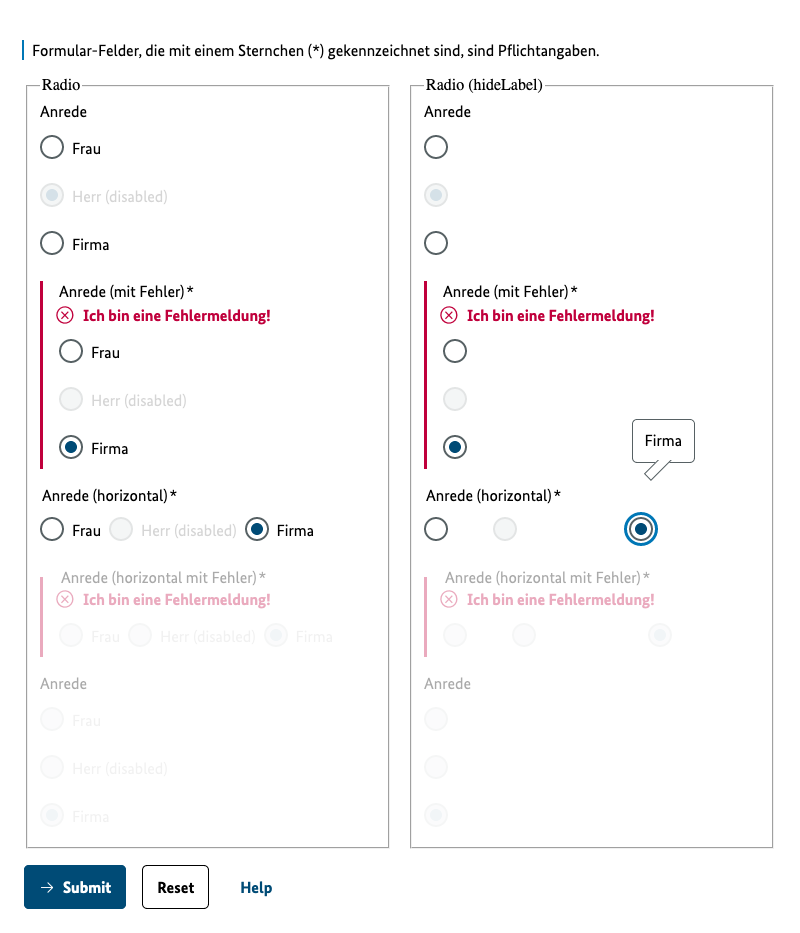 Formular-Felder, die mit einem Sternchen (*) gekennzeichnet sind, sind Pflichtangaben.
Radio
Anrede
Frau
Herr (disabled)
Firma
Anrede (mit Fehler)*
Ich bin eine Fehlermeldung!
Frau
Herr (disabled)
Firma
Anrede (horizontal)*
Frau Herr (disabled) Firma
Anrede (horizontal mit Fehler)*
Ich bin eine Fehlermeldung!
Frau Herr (disabled) Firma
Anrede
Frau
Herr (disabled)
Firma
Radio (hideLabel)
Anrede
Anrede (mit Fehler)*
Ich bin eine Fehlermeldung!
Firma
Anrede (horizontal)*
Anrede (horizontal mit Fehler)*
Ich bin eine Fehlermeldung!
Anrede
→ Submit Reset Help